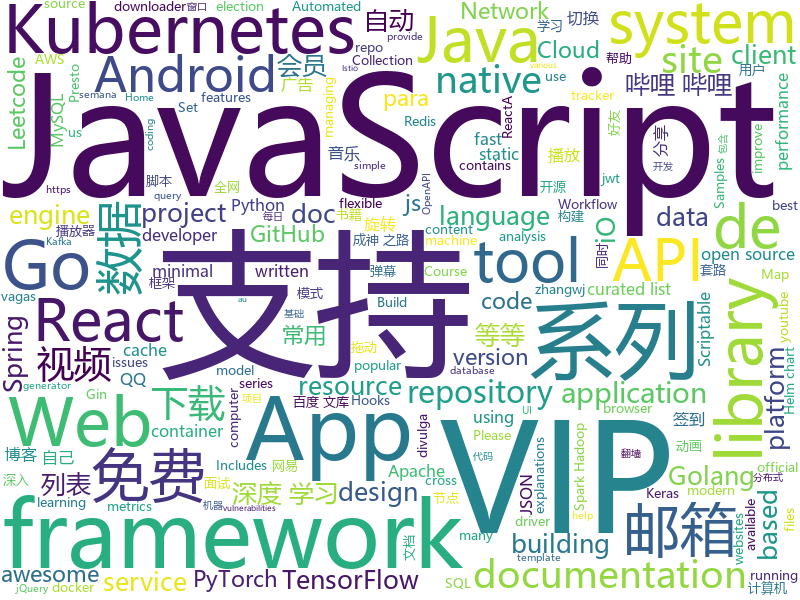 source
downloader
窗口
election
Automated
学习
切换
Kubernetes
自动
Network
repo
Collection
Cloud
帮助
system
JavaScript
Java
AWS
Presto
Home
Set
Android
会员
广告
features
semana
Istio
various
provide
managing
native
use
tracker
site
client
哔哩 哔哩
用户
Leetcode
MySQL
us
coding
para
Redis
ReactA
好友
fast
static
分享
播放
contains
performance
音乐
simple
engine
query
https
每日
脚本
全网
Python
flexible
OpenAPI
Workflow
构建
开源
jwt
Samples
包含
improve
开发
best
数据
project
doc
js
书籍
language
io
de
data
播放器
developer
GitHub
旋转
content
machine
成神 之路
同时
open source
Go
Kafka
框架
minimal
written
弹幕
analysis
tool
API
套路
支持
vagas
Spring
模式
Course
Build
code
zhangwj
curated list
Map
youtube
React
cache
常用
拖动
等等
Scriptable
library
视频
issues
model
popular
version
系列
QQ
series
database
Hooks
resource
下载
container
百度 文库
generator
基础
au
repository
application
platform
Helm chart
Web
App
VIP
using
Gin
computer
UI
browser
签到
博客
自己
项目
divulga
Please
动画
Includes
网易
Apache
cross
免费
列表
深度 学习
design
节点
JSON
explanations
Golang
official
many
代码
翻墙
Spark Hadoop
Keras
modern
available
websites
分布式
深入
面试
driver
邮箱
based
framework
learning
机器
metrics
文档
building
files
awesome
service
PyTorch
TensorFlow
documentation
running
计算机
jQuery
docker
vulnerabilities
SQL
template
help